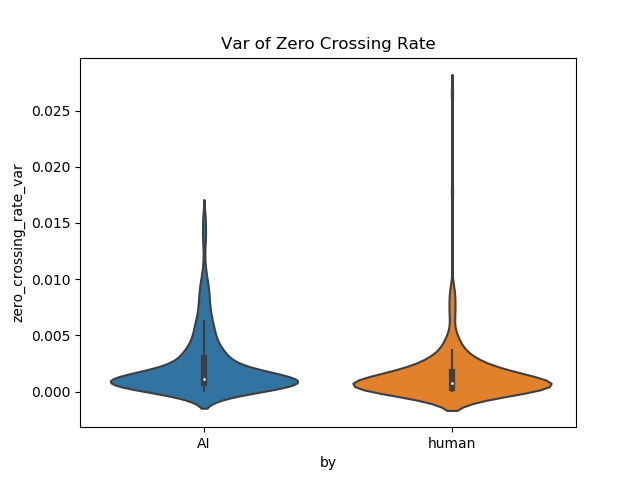 Var of Zero Crossing Rate
zero_crossing_rate_var
0.025
0.020
0.015
0.010
0.005
0.000
AI
human
by